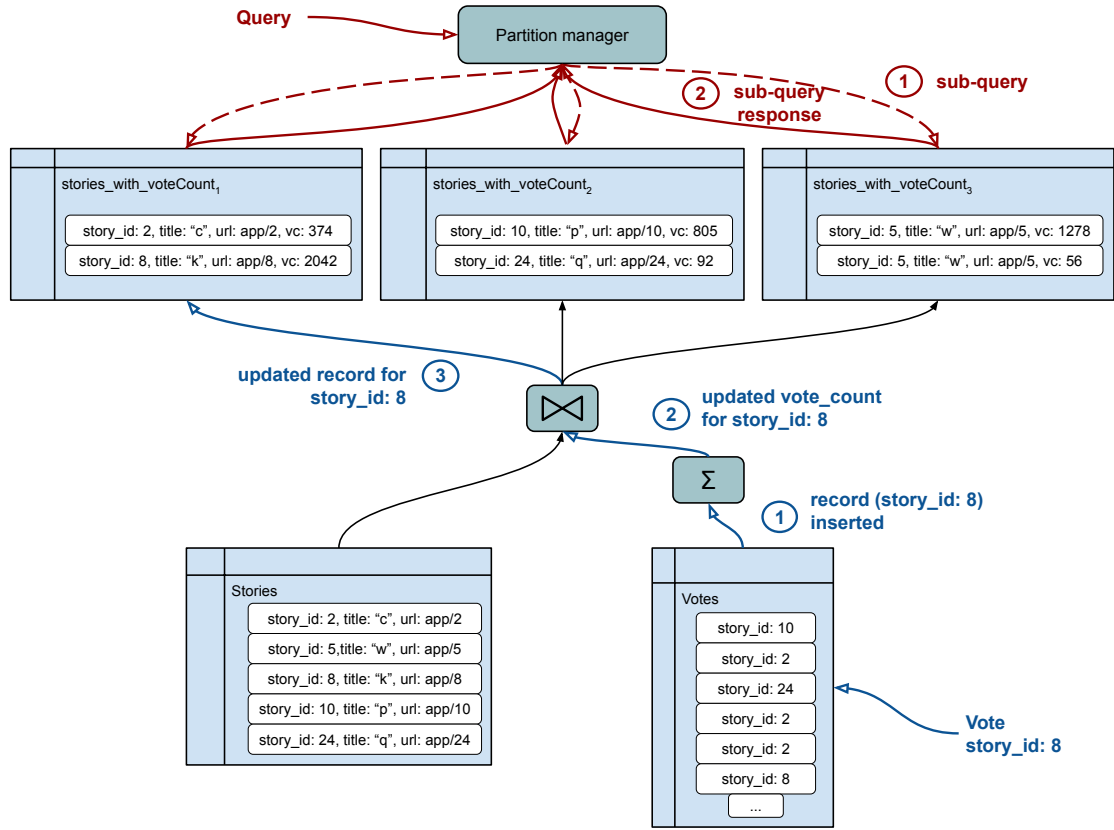 Query
Partition manager
1 sub-query
2 sub-query
response
stories_with_voteCount1
story_id: 2, title: “c”, url: app/2, vc: 374
story_id: 8, title: “k”, url: app/8, vc: 2042
stories_with_voteCount2
story_id: 10, title: “p”, url: app/10, vc: 805
story_id: 24, title: “q”, url: app/24, vc: 92
stories_with_voteCount3
story_id: 5, title: “w”, url: app/5, vc: 1278
story_id: 5, title: “w”, url: app/5, vc: 56
updated record for
story_id: 8
3
⋈
2
updated vote_count
for story_id: 8
Σ
1
record (story_id: 8)
inserted
Stories
story_id: 2, title: “c”, url: app/2
story_id: 5,title: “w”, url: app/5
story_id: 8, title: “k”, url: app/8
story_id: 10, title: “p”, url: app/10
story_id: 24, title: “q”, url: app/24
Votes
story_id: 10
story_id: 2
story_id: 24
story_id: 2
story_id: 2
story_id: 8
...
Vote
story_id: 8